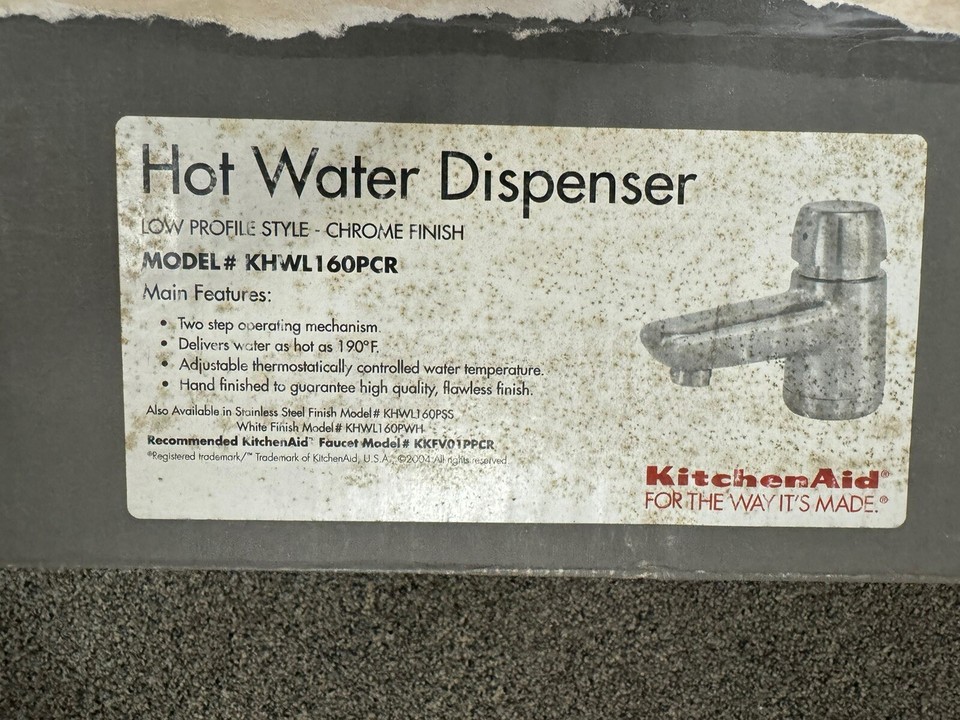 Hot Water Dispenser
LOW PROFILE STYLE - CHROME FINISH
MODEL# KHWL160PCR
Main Features:
• Two step operating mechanism.
• Delivers water as hot as 190°F.
• Adjustable thermostatically controlled water temperature.
• Hand finished to guarantee high quality, flawless finish.
Also Available in Stainless Steel Finish Model# KHWL160PSS
White Finish Model# KHWL160PWH
Recommended KitchenAid™ Faucet Model# KKFV01PPCR
®Registered trademark/™ Trademark of KitchenAid, U.S.A., ©2004 All rights reserved.
KitchenAid®
FOR THE WAY IT'S MADE.®